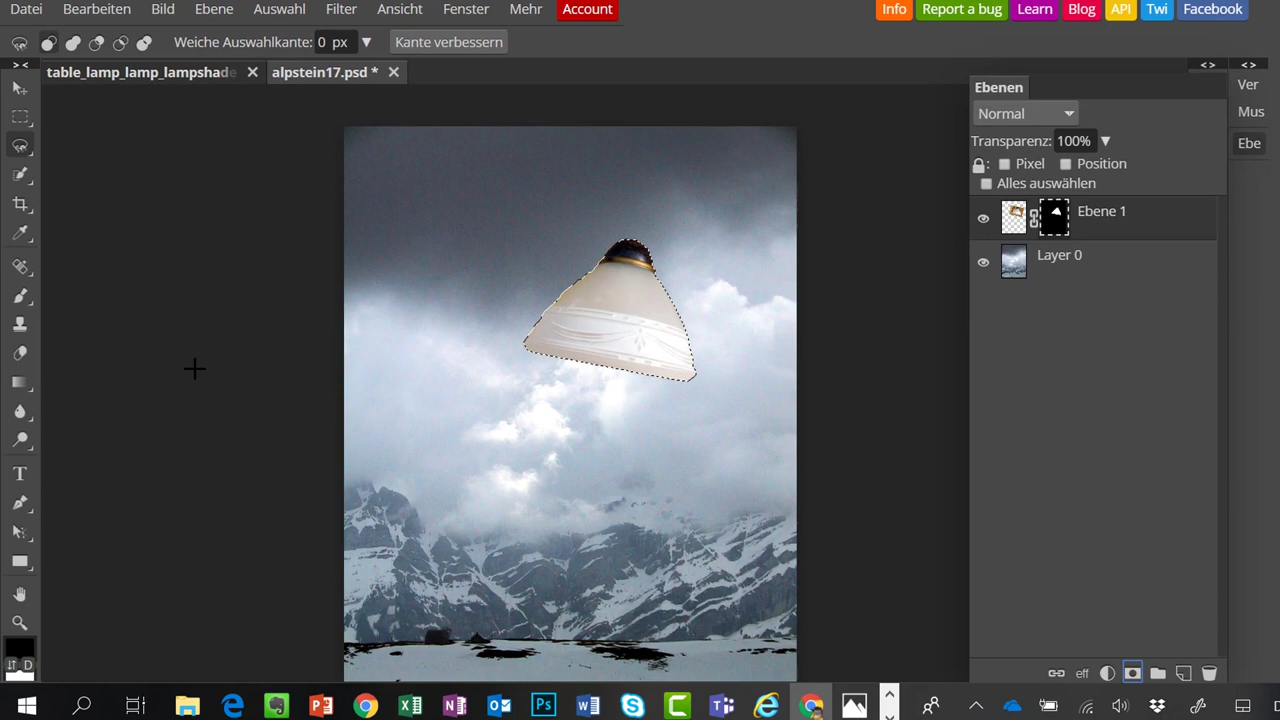 Datei Bearbeiten Bild Ebene Auswahl Filter Ansicht Fenster Mehr Account Info Report a bug Learn Blog API Twi Facebook
Weiche Auswahlkante: 0 px Kante verbessern
table_lamp_lamp_lampshade alpstein17.psd *
Ebenen
Ver
Normal
Mus
Transparenz: 100%
Ebe
Pixel Position
Alles auswählen
Ebene 1
Layer 0
T
D
eff